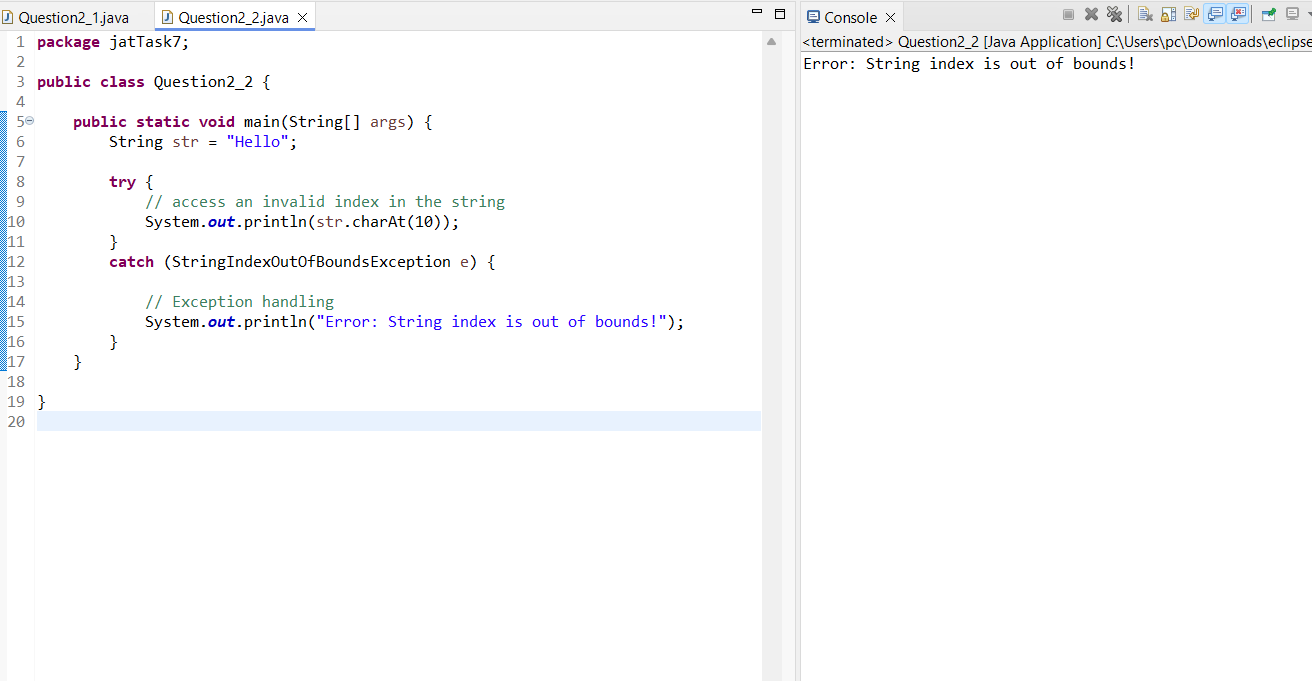 Question2_1.java
Question2_2.java
1 package jatTask7;
2
3 public class Question2_2 {
4
5 public static void main(String[] args) {
6 String str = "Hello";
7
8 try {
9 // access an invalid index in the string
10 System.out.println(str.charAt(10));
11 }
12 catch (StringIndexOutOfBoundsException e) {
13
14 // Exception handling
15 System.out.println("Error: String index is out of bounds!");
16 }
17 }
18
19 }
20
Console
<terminated> Question2_2 [Java Application] C:\Users\pc\Downloads\eclipse
Error: String index is out of bounds!